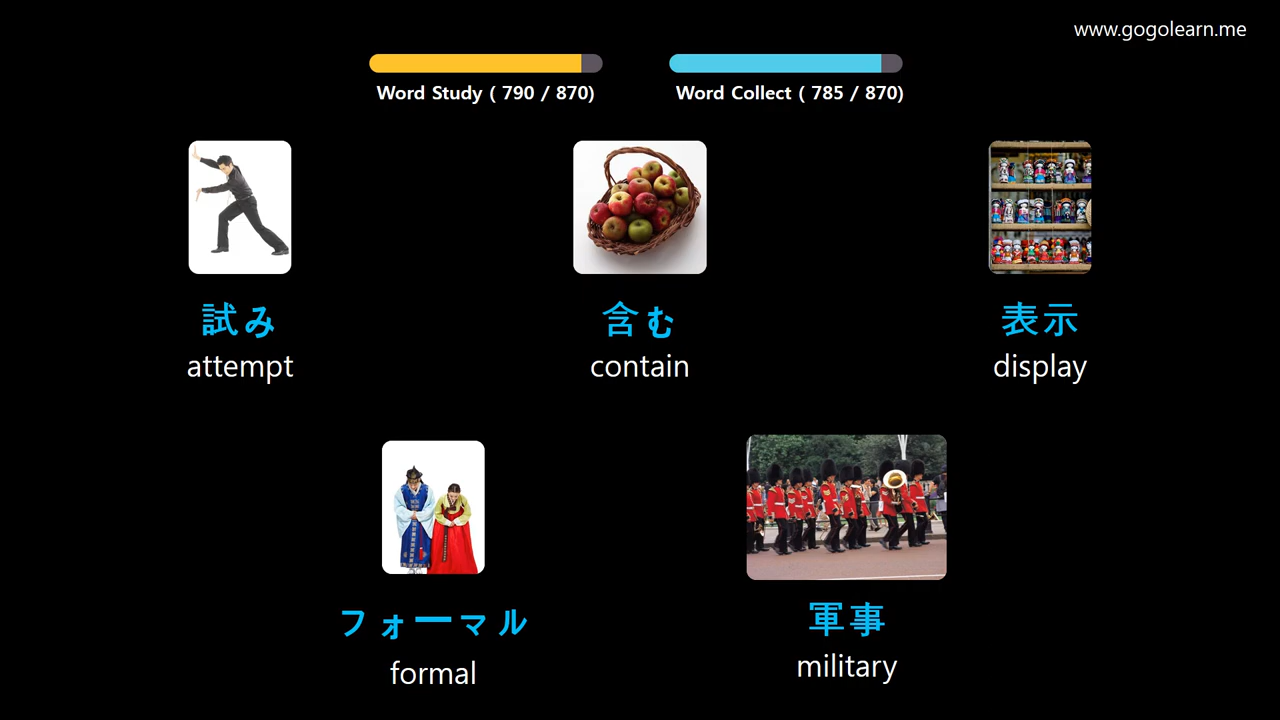 www.gogolearn.me
Word Study ( 790 / 870)
Word Collect ( 785 / 870)
試み
attempt
含む
contain
表示
display
フォーマル
formal
軍事
military